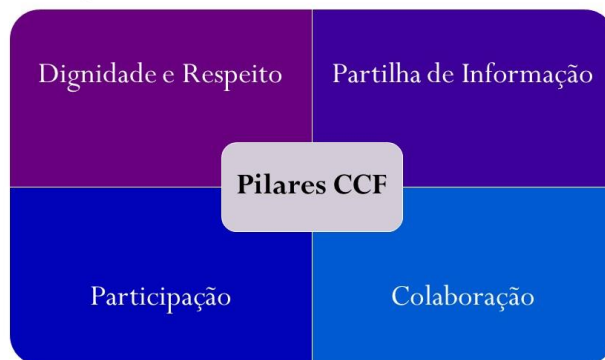 Dignidade e Respeito
Partilha de Informação
Pilares CCF
Participação
Colaboração